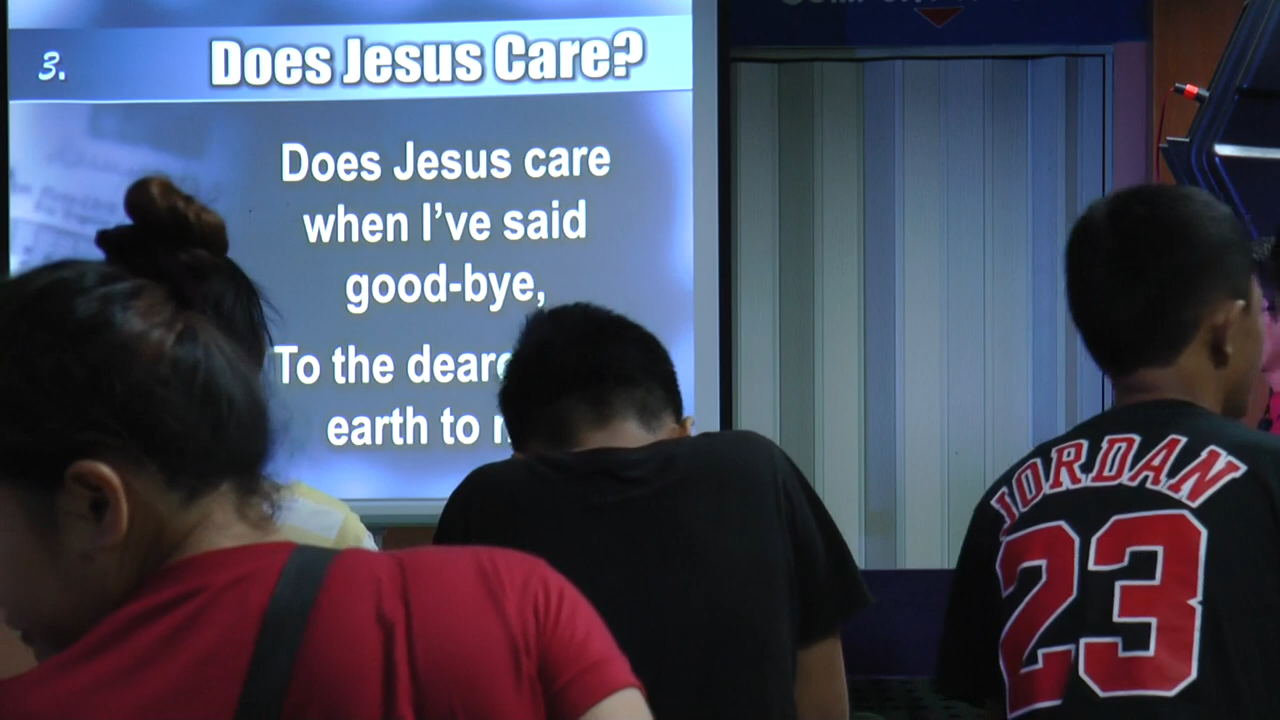 3. Does Jesus Care?
Does Jesus care
when I've said
good-bye,
To the
earth to
JORDAN
23